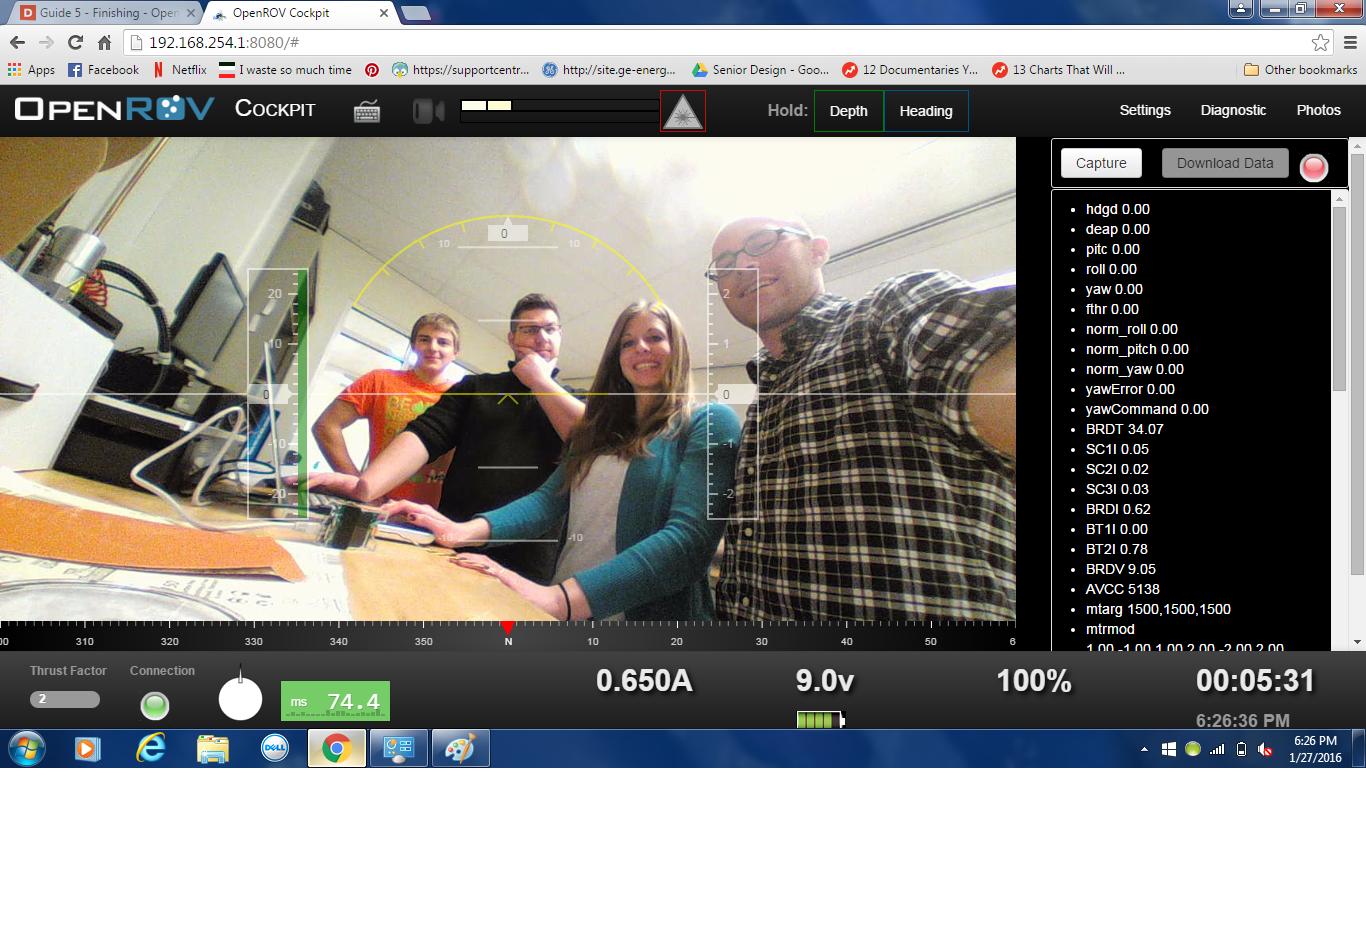 Guide 5 - Finishing - Open
OpenROV Cockpit
192.168.254.1:8080/#
Apps
Facebook
Netflix
I waste so much time
https://supportcentr...
http://site.ge-energ...
Senior Design - Goo...
12 Documentaries Y...
13 Charts That Will ...
Other bookmarks
OPENROV
COCKPIT
Hold:
Depth
Heading
Settings
Diagnostic
Photos
Capture
Download Data
hdgd 0.00
deap 0.00
pitc 0.00
roll 0.00
yaw 0.00
fthr 0.00
norm_roll 0.00
norm_pitch 0.00
norm_yaw 0.00
yawError 0.00
yawCommand 0.00
BRDT 34.07
SC1I 0.05
SC2I 0.02
SC3I 0.03
BRDI 0.62
BT1I 0.00
BT2I 0.78
BRDV 9.05
AVCC 5138
mtarg 1500,1500,1500
mtrmod
1.00,-1.00,1.00,2.00,-2.00,2.00
0
10 10
20
10
0
-10
-20
2
1
0
-1
-2
-10 -10
00 310 320 330 340 350 N 10 20 30 40 50 6
Thrust Factor
2
Connection
ms 74.4
0.650A
9.0v
100%
00:05:31
6:26:36 PM
DELL
6:26 PM
1/27/2016